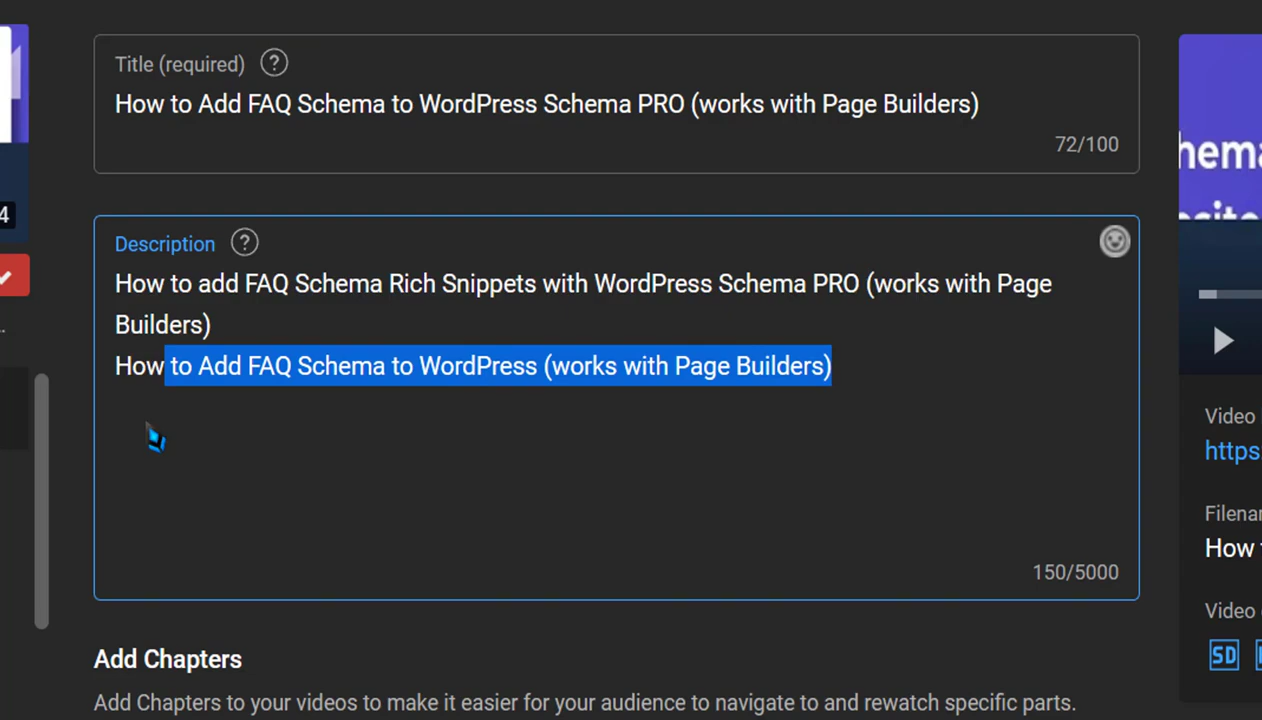 Title (required) ?
How to Add FAQ Schema to WordPress Schema PRO (works with Page Builders)
72/100
4
Description ?
How to add FAQ Schema Rich Snippets with WordPress Schema PRO (works with Page
Builders)
How to Add FAQ Schema to WordPress (works with Page Builders)
150/5000
Add Chapters
Add Chapters to your videos to make it easier for your audience to navigate to and rewatch specific parts.
hema
Video
https
Filena
How
Video
SD